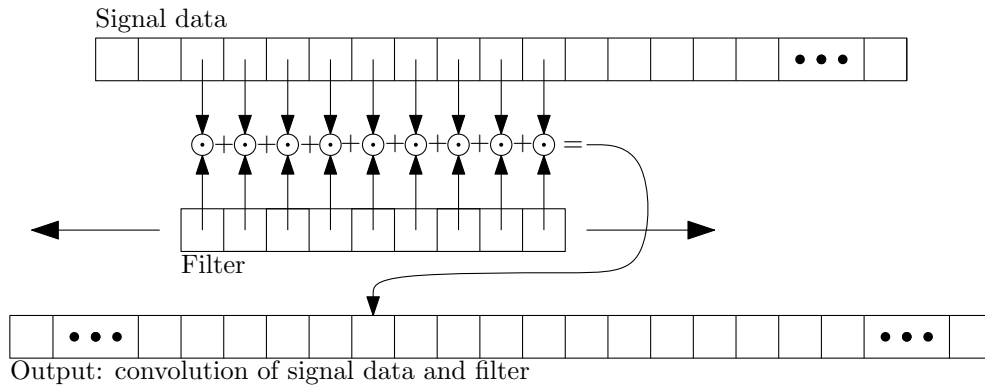 Signal data
• • •
⊙+⊙+⊙+⊙+⊙+⊙+⊙+⊙+⊙=
Filter
• • • • • •
Output: convolution of signal data and filter